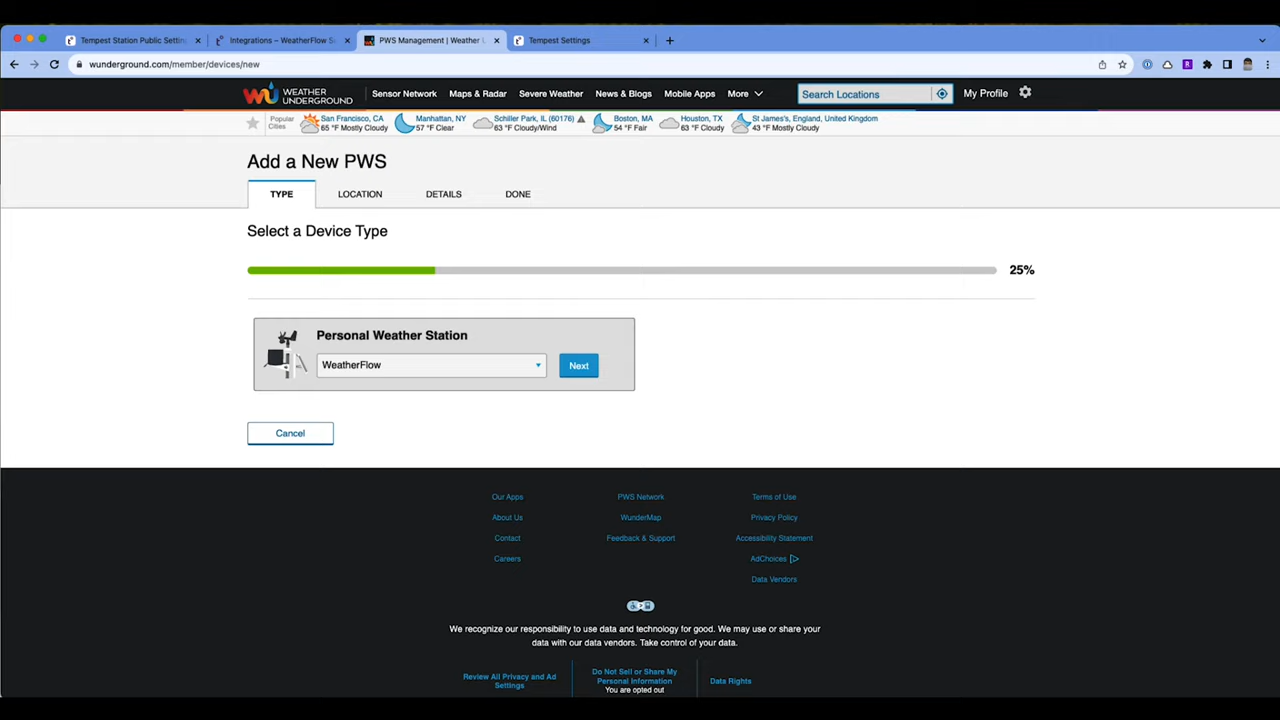 Tempest Station Public Settin
Integrations – WeatherFlow S
PWS Management | Weather
Tempest Settings
wunderground.com/member/devices/new
WEATHER
UNDERGROUND
Sensor Network
Maps & Radar
Severe Weather
News & Blogs
Mobile Apps
More
Search Locations
My Profile
Popular
Cities
San Francisco, CA
65 °F Mostly Cloudy
Manhattan, NY
57 °F Clear
Schiller Park, IL (60176)
63 °F Cloudy/Wind
Boston, MA
54 °F Fair
Houston, TX
63 °F Cloudy
St James's, England, United Kingdom
43 °F Mostly Cloudy
Add a New PWS
TYPE
LOCATION
DETAILS
DONE
Select a Device Type
25%
Personal Weather Station
WeatherFlow
Next
Cancel
Our Apps
About Us
Contact
Careers
PWS Network
WunderMap
Feedback & Support
Terms of Use
Privacy Policy
Accessibility Statement
AdChoices
Data Vendors
We recognize our responsibility to use data and technology for good. We may use or share your
data with our data vendors. Take control of your data.
Review All Privacy and Ad
Settings
Do Not Sell or Share My
Personal Information
You are opted out
Data Rights